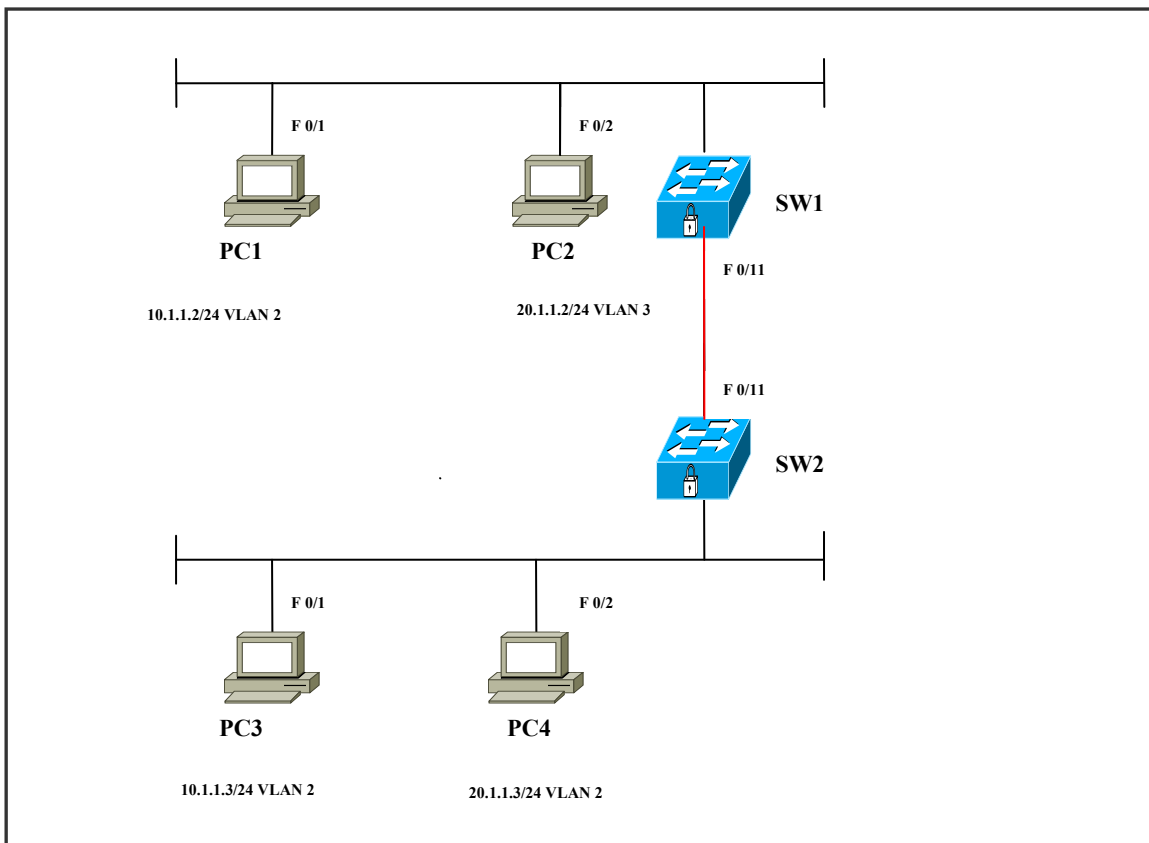 F 0/1
F 0/2
SW1
PC1
PC2
F 0/11
10.1.1.2/24 VLAN 2
20.1.1.2/24 VLAN 3
F 0/11
SW2
F 0/1
F 0/2
PC3
PC4
10.1.1.3/24 VLAN 2
20.1.1.3/24 VLAN 2